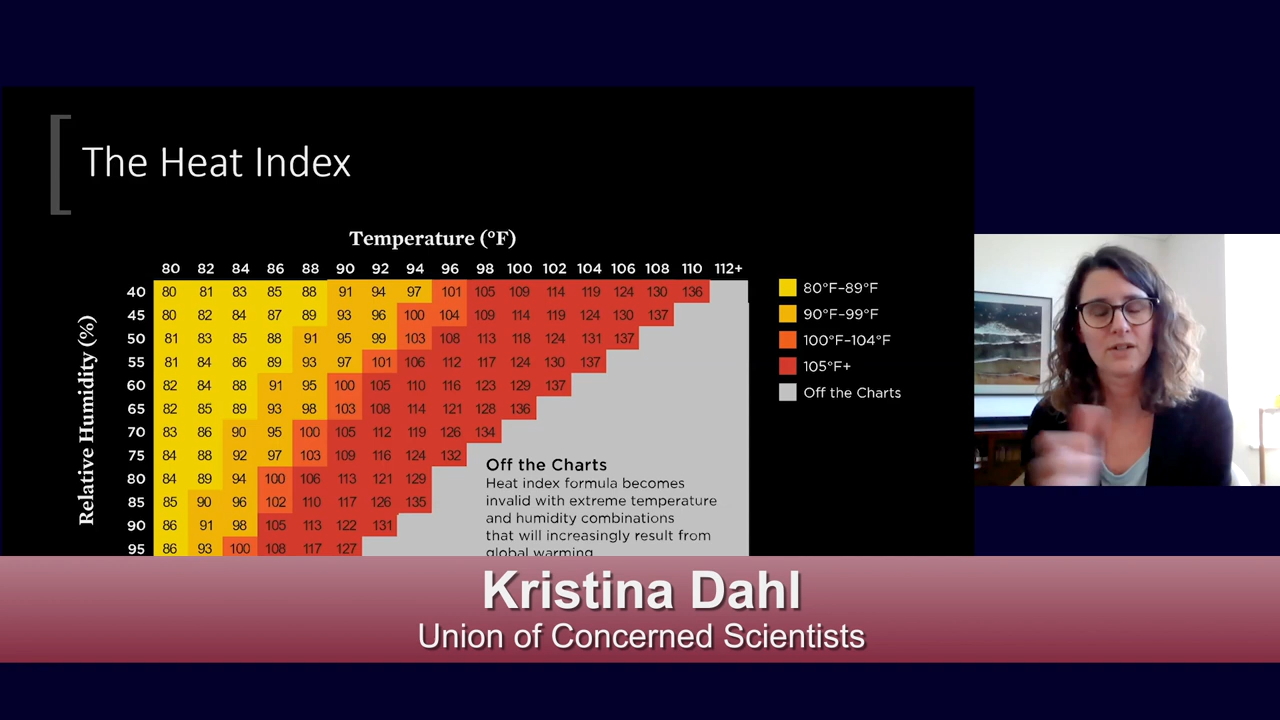 The Heat Index
Temperature (°F)
80 82 84 86 88 90 92 94 96 98 100 102 104 106 108 110 112+
Relative Humidity (%)
40 80 81 83 85 88 91 94 97 101 105 109 114 119 124 130 136
45 80 82 84 87 89 93 96 100 104 109 114 119 124 130 137
50 81 83 85 88 91 95 99 103 108 113 118 124 131 137
55 81 84 86 89 93 97 101 106 112 117 124 130 137
60 82 84 88 91 95 100 105 110 116 123 129 137
65 82 85 89 93 98 103 108 114 121 128 136
70 83 86 90 95 100 105 112 119 126 134
75 84 88 92 97 103 109 116 124 132
80 84 89 94 100 106 113 121 129
85 85 90 96 102 110 117 126 135
90 86 91 98 105 113 122 131
95 86 93 100 108 117 127
80°F–89°F
90°F–99°F
100°F–104°F
105°F+
Off the Charts
Off the Charts
Heat index formula becomes
invalid with extreme temperature
and humidity combinations
that will increasingly result from
global warming
Kristina Dahl
Union of Concerned Scientists